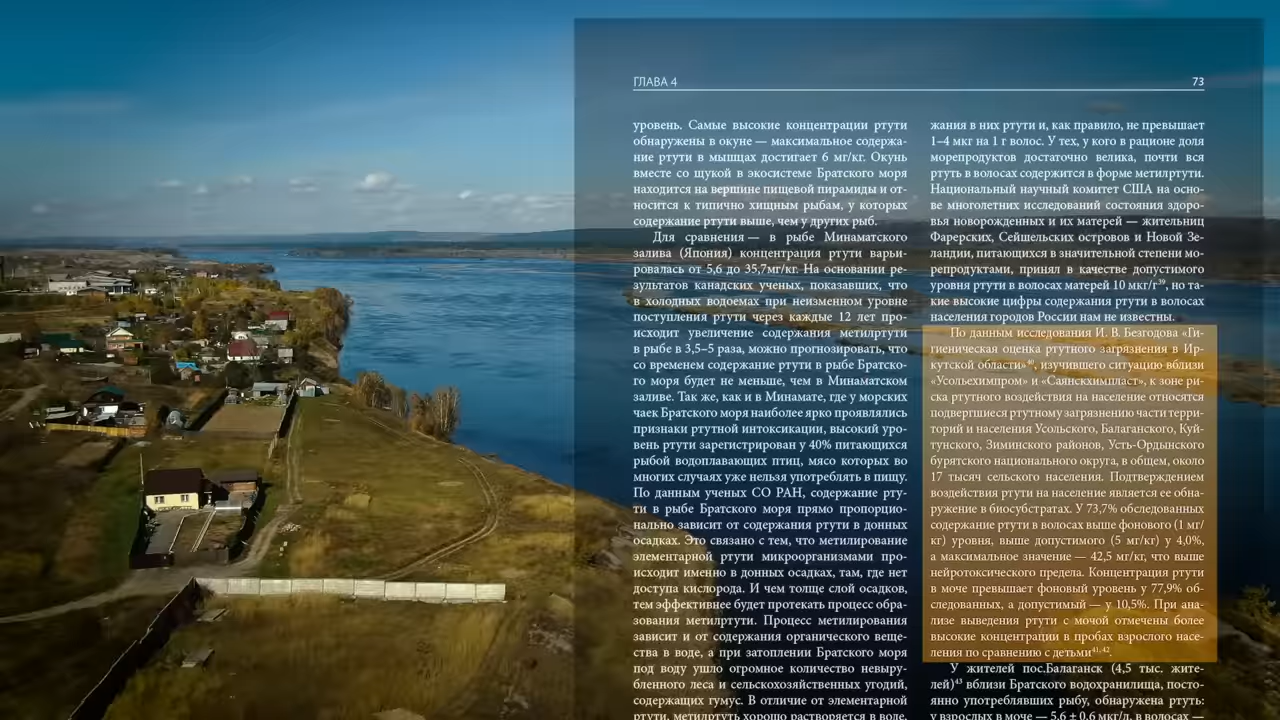 ГЛАВА 4
73
уровень. Самые высокие концентрации ртути
обнаружены в окуне — максимальное содержа-
ние ртути в мышцах достигает 6 мг/кг. Окунь
вместе со щукой в экосистеме Братского моря
находится на вершине пищевой пирамиды и от-
носится к типично хищным рыбам, у которых
содержание ртути выше, чем у других рыб.
Для сравнения — в рыбе Минаматского
залива (Япония) концентрация ртути варьи-
ровалась от 5,6 до 35,7мг/кг. На основании ре-
зультатов канадских ученых, показавших, что
в холодных водоемах при неизменном уровне
поступления ртути через каждые 12 лет про-
исходит увеличение содержания метилртути
в рыбе в 3,5–5 раза, можно прогнозировать, что
со временем содержание ртути в рыбе Братско-
го моря будет не меньше, чем в Минаматском
заливе. Так же, как и в Минамате, где у морских
чаек Братского моря наиболее ярко проявлялись
признаки ртутной интоксикации, высокий уро-
вень ртути зарегистрирован у 40% питающихся
рыбой водоплавающих птиц, мясо которых во
многих случаях уже нельзя употреблять в пищу.
По данным ученых СО РАН, содержание рту-
ти в рыбе Братского моря прямо пропорцио-
нально зависит от содержания ртути в донных
осадках. Это связано с тем, что метилирование
элементарной ртути микроорганизмами про-
исходит именно в донных осадках, там, где нет
доступа кислорода. И чем толще слой осадков,
тем эффективнее будет протекать процесс обра-
зования метилртути. Процесс метилирования
зависит и от содержания органического веще-
ства в воде, а при затоплении Братского моря
под воду ушло огромное количество невыру-
бленного леса и сельскохозяйственных угодий,
содержащих гумус. В отличие от элементарной
ртути, метилртуть хорошо растворяется в воде,
жания в них ртути и, как правило, не превышает
1–4 мкг на 1 г волос. У тех, у кого в рационе доля
морепродуктов достаточно велика, почти вся
ртуть в волосах содержится в форме метилртути.
Национальный научный комитет США на осно-
ве многолетних исследований состояния здоро-
вья новорожденных и их матерей — жительниц
Фарерских, Сейшельских островов и Новой Зе-
ландии, питающихся в значительной степени мо-
репродуктами, принял в качестве допустимого
уровня ртути в волосах матерей 10 мкг/г³⁹, но та-
кие высокие цифры содержания ртути в волосах
населения городов России нам не известны.
По данным исследования И. В. Безгодова «Ги-
гиеническая оценка ртутного загрязнения в Ир-
кутской области»⁴⁰, изучившего ситуацию вблизи
«Усольехимпром» и «Саянскхимпласт», к зоне ри-
ска ртутного воздействия на население относятся
подвергшиеся ртутному загрязнению части терри-
торий и населения Усольского, Балаганского, Куй-
тунского, Зиминского районов, Усть-Ордынского
бурятского национального округа, в общем, около
17 тысяч сельского населения. Подтверждением
воздействия ртути на население является ее обна-
ружение в биосубстратах. У 73,7% обследованных
содержание ртути в волосах выше фонового (1 мг/
кг) уровня, выше допустимого (5 мг/кг) у 4,0%,
а максимальное значение — 42,5 мг/кг, что выше
нейротоксического предела. Концентрация ртути
в моче превышает фоновый уровень у 77,9% об-
следованных, а допустимый — у 10,5%. При ана-
лизе выведения ртути с мочой отмечены более
высокие концентрации в пробах взрослого насе-
ления по сравнению с детьми⁴¹˒ ⁴².
У жителей пос.Балаганск (4,5 тыс. жите-
лей)⁴³ вблизи Братского водохранилища, посто-
янно употреблявших рыбу, обнаружена ртуть:
у взрослых в моче — 5,6 ± 0,6 мкг/л, в волосах —